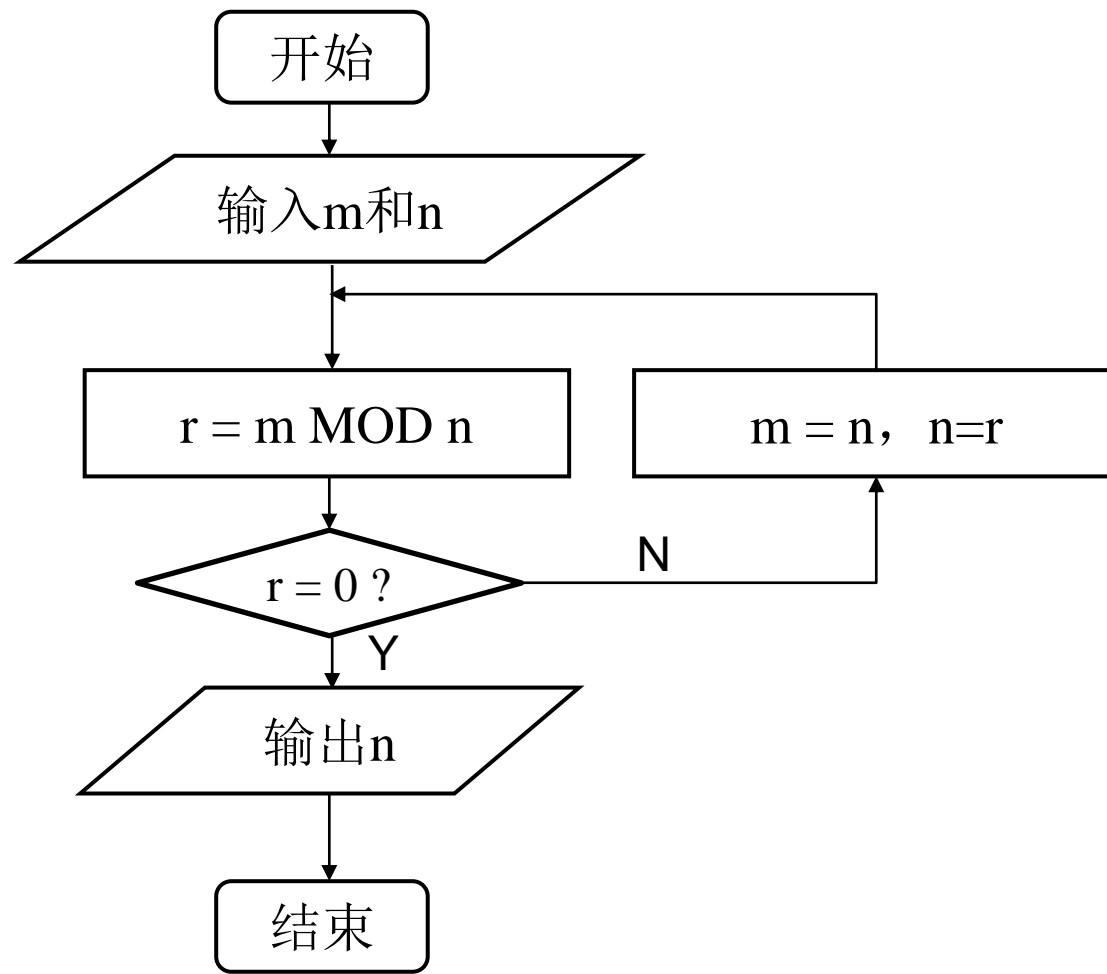 开始
输入m和n
r = m MOD n
m = n，n=r
r = 0 ?
N
Y
输出n
结束